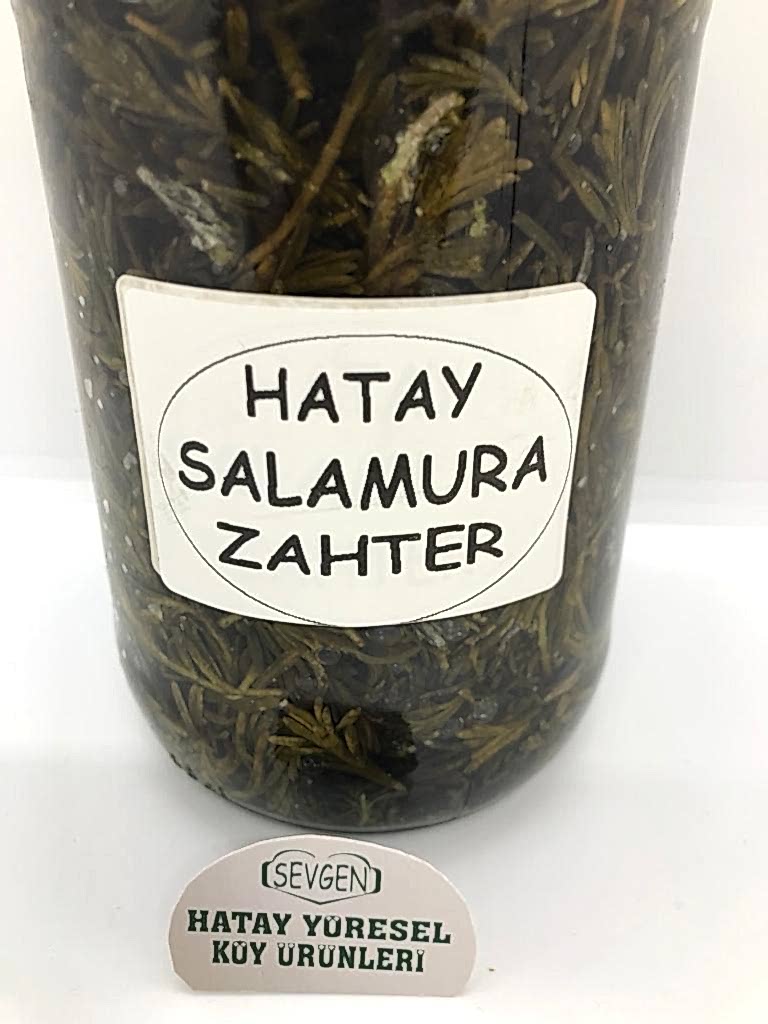 HATAY
SALAMURA
ZAHTER
SEVGEN
HATAY YÖRESEL
KÖY ÜRÜNLERİ